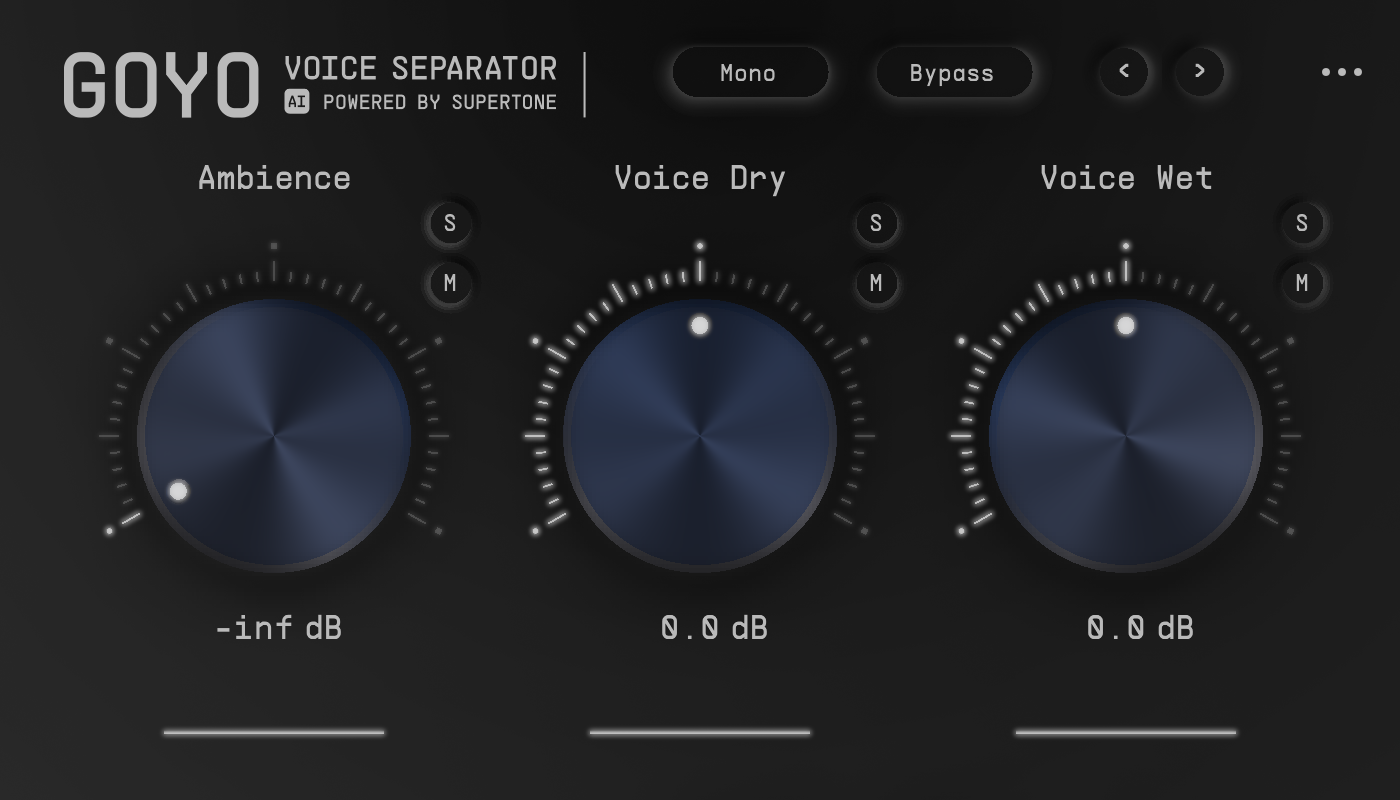 GOYO
VOICE SEPARATOR
AI POWERED BY SUPERTONE
Mono
Bypass
< >
Ambience
S
M
Voice Dry
S
M
Voice Wet
S
M
-inf dB
0.0 dB
0.0 dB